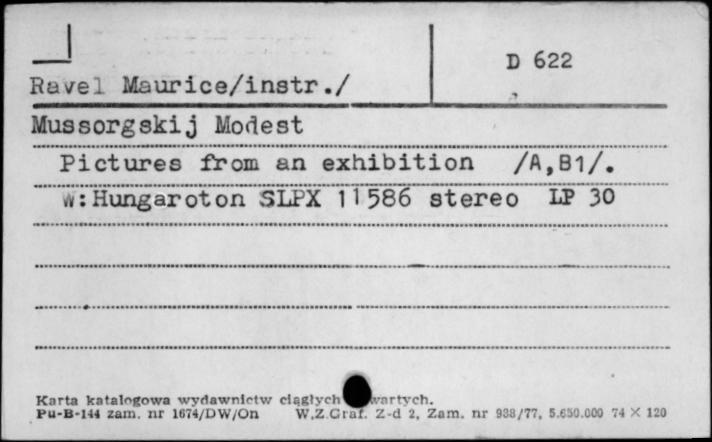 D 622
Ravel Maurice/instr./
Mussorgskij Modest
Pictures from an exhibition /A,B1/.
W:Hungaroton SLPX 11586 stereo LP 30
Karta katalogowa wydawnictw ciągłych
Pu-B-144 zam. nr 1674/DW/On W.Z.Graf. Z-d 2, Zam. nr 938/77, 5.650.000 74 X 120